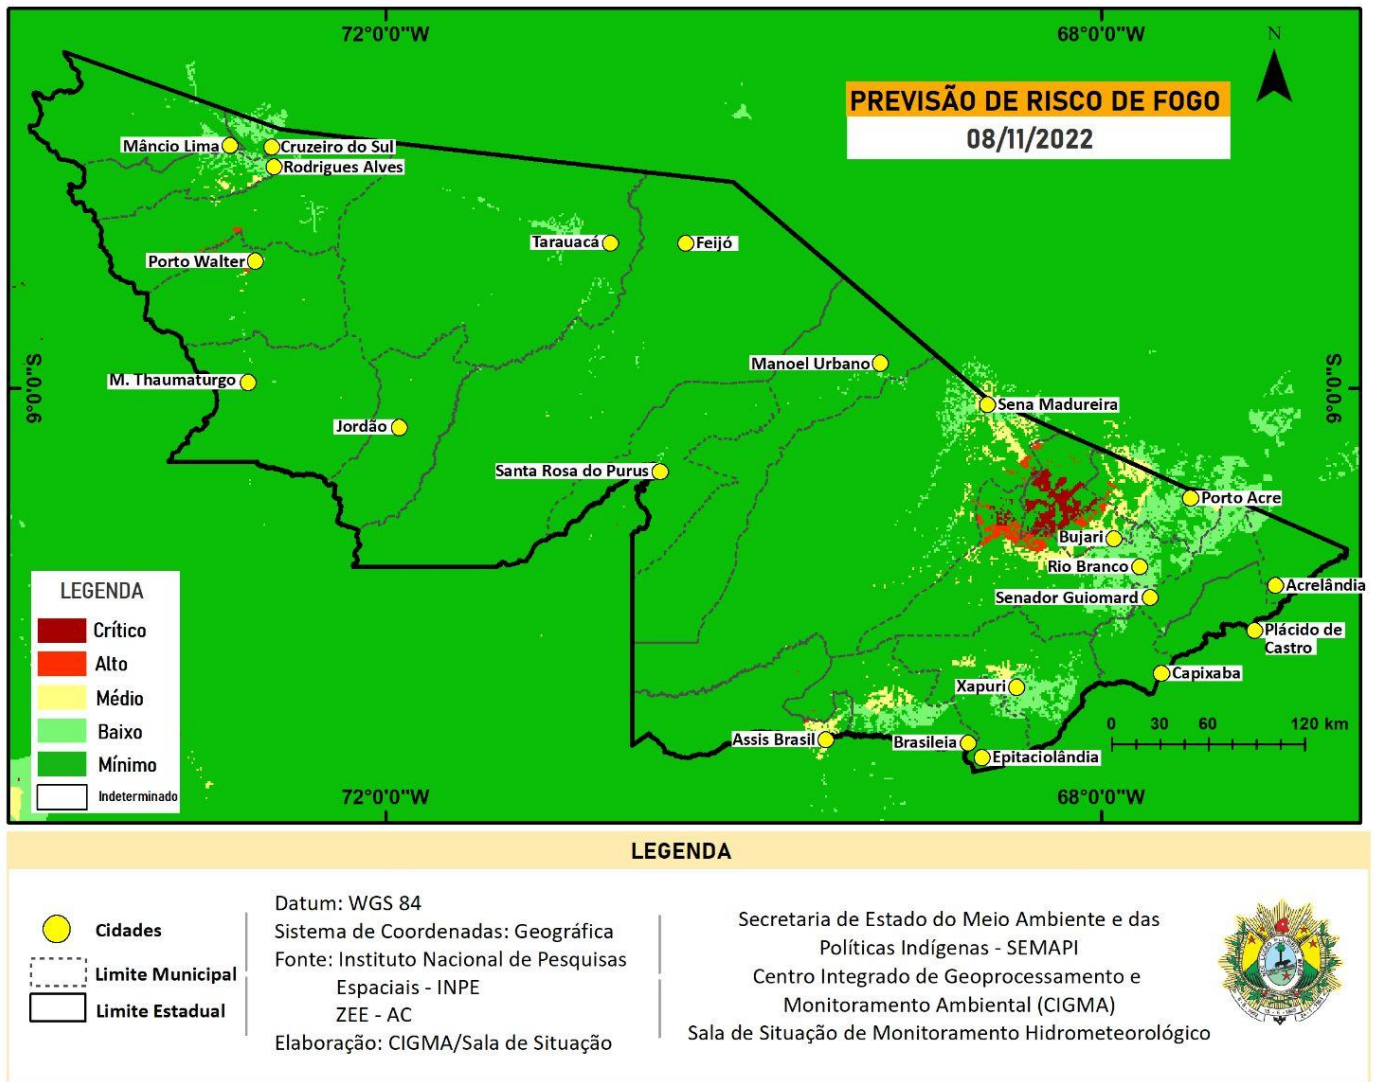 72°0'0"W
68°0'0"W
N
PREVISÃO DE RISCO DE FOGO
08/11/2022
Mâncio Lima
Cruzeiro do Sul
Rodrigues Alves
Tarauacá
Feijó
Porto Walter
9°0'0"S
9°0'0"S
Manoel Urbano
M. Thaumaturgo
Sena Madureira
Jordão
Santa Rosa do Purus
Porto Acre
Bujari
Rio Branco
Acrelândia
Senador Guiomard
Plácido de
Castro
Capixaba
Xapuri
Assis Brasil
Brasileia
Epitaciolândia
0 30 60 120 km
LEGENDA
Crítico
Alto
Médio
Baixo
Mínimo
Indeterminado
72°0'0"W
68°0'0"W
LEGENDA
Cidades
Limite Municipal
Limite Estadual
Datum: WGS 84
Sistema de Coordenadas: Geográfica
Fonte: Instituto Nacional de Pesquisas
Espaciais - INPE
ZEE - AC
Elaboração: CIGMA/Sala de Situação
Secretaria de Estado do Meio Ambiente e das
Políticas Indígenas - SEMAPI
Centro Integrado de Geoprocessamento e
Monitoramento Ambiental (CIGMA)
Sala de Situação de Monitoramento Hidrometeorológico